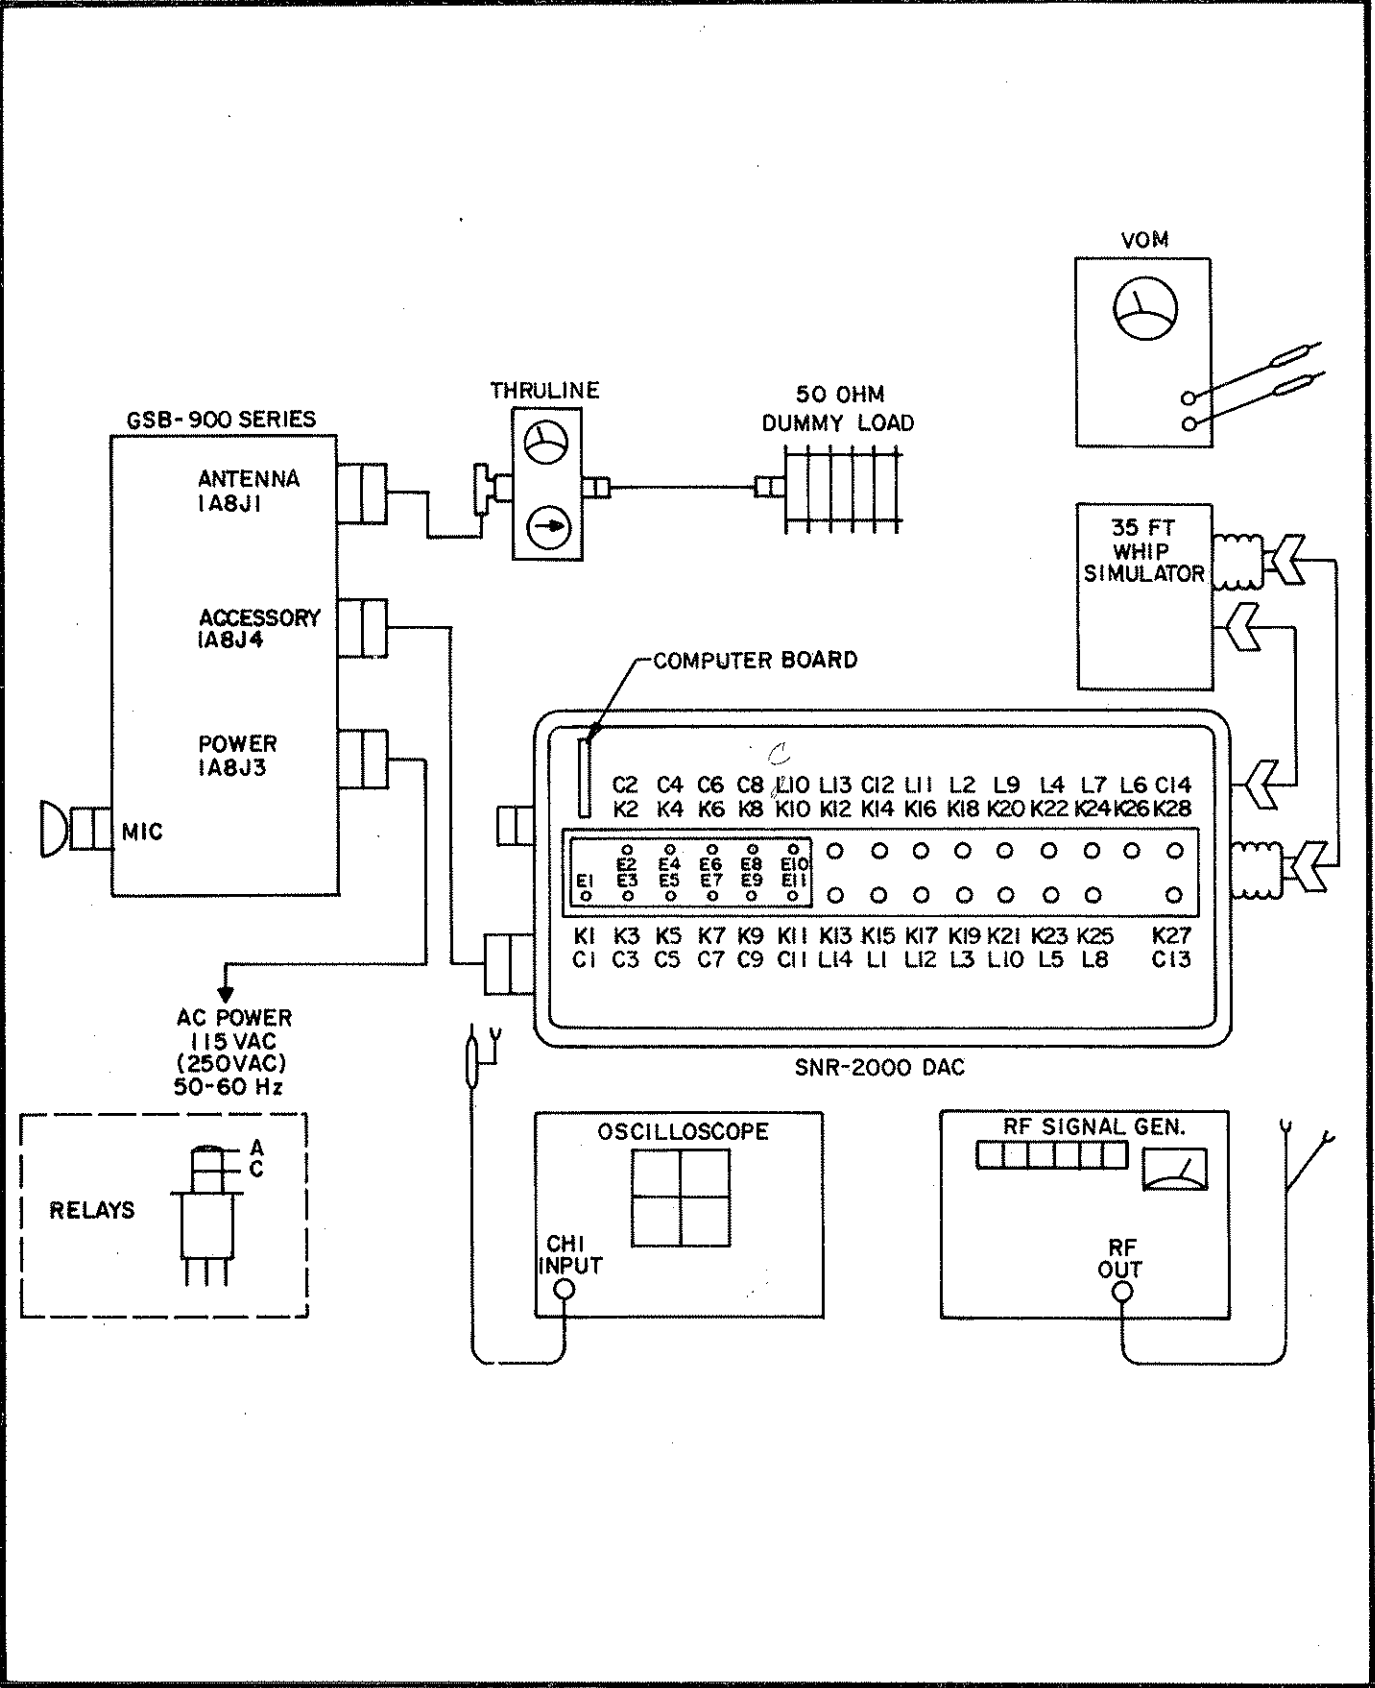 VOM
THRULINE
50 OHM
DUMMY LOAD
GSB-900 SERIES
ANTENNA
1A8J1
35 FT
WHIP
SIMULATOR
ACCESSORY
1A8J4
COMPUTER BOARD
POWER
1A8J3
MIC
C
C2 C4 C6 C8 L10 L13 C12 L11 L2 L9 L4 L7 L6 C14
K2 K4 K6 K8 K10 K12 K14 K16 K18 K20 K22 K24 K26 K28
E2 E4 E6 E8 E10
E1 E3 E5 E7 E9 E11
K1 K3 K5 K7 K9 K11 K13 K15 K17 K19 K21 K23 K25 K27
C1 C3 C5 C7 C9 C11 L14 L1 L12 L3 L10 L5 L8 C13
AC POWER
115 VAC
(250VAC)
50-60 Hz
SNR-2000 DAC
RELAYS
A
C
OSCILLOSCOPE
CH1
INPUT
RF SIGNAL GEN.
RF
OUT